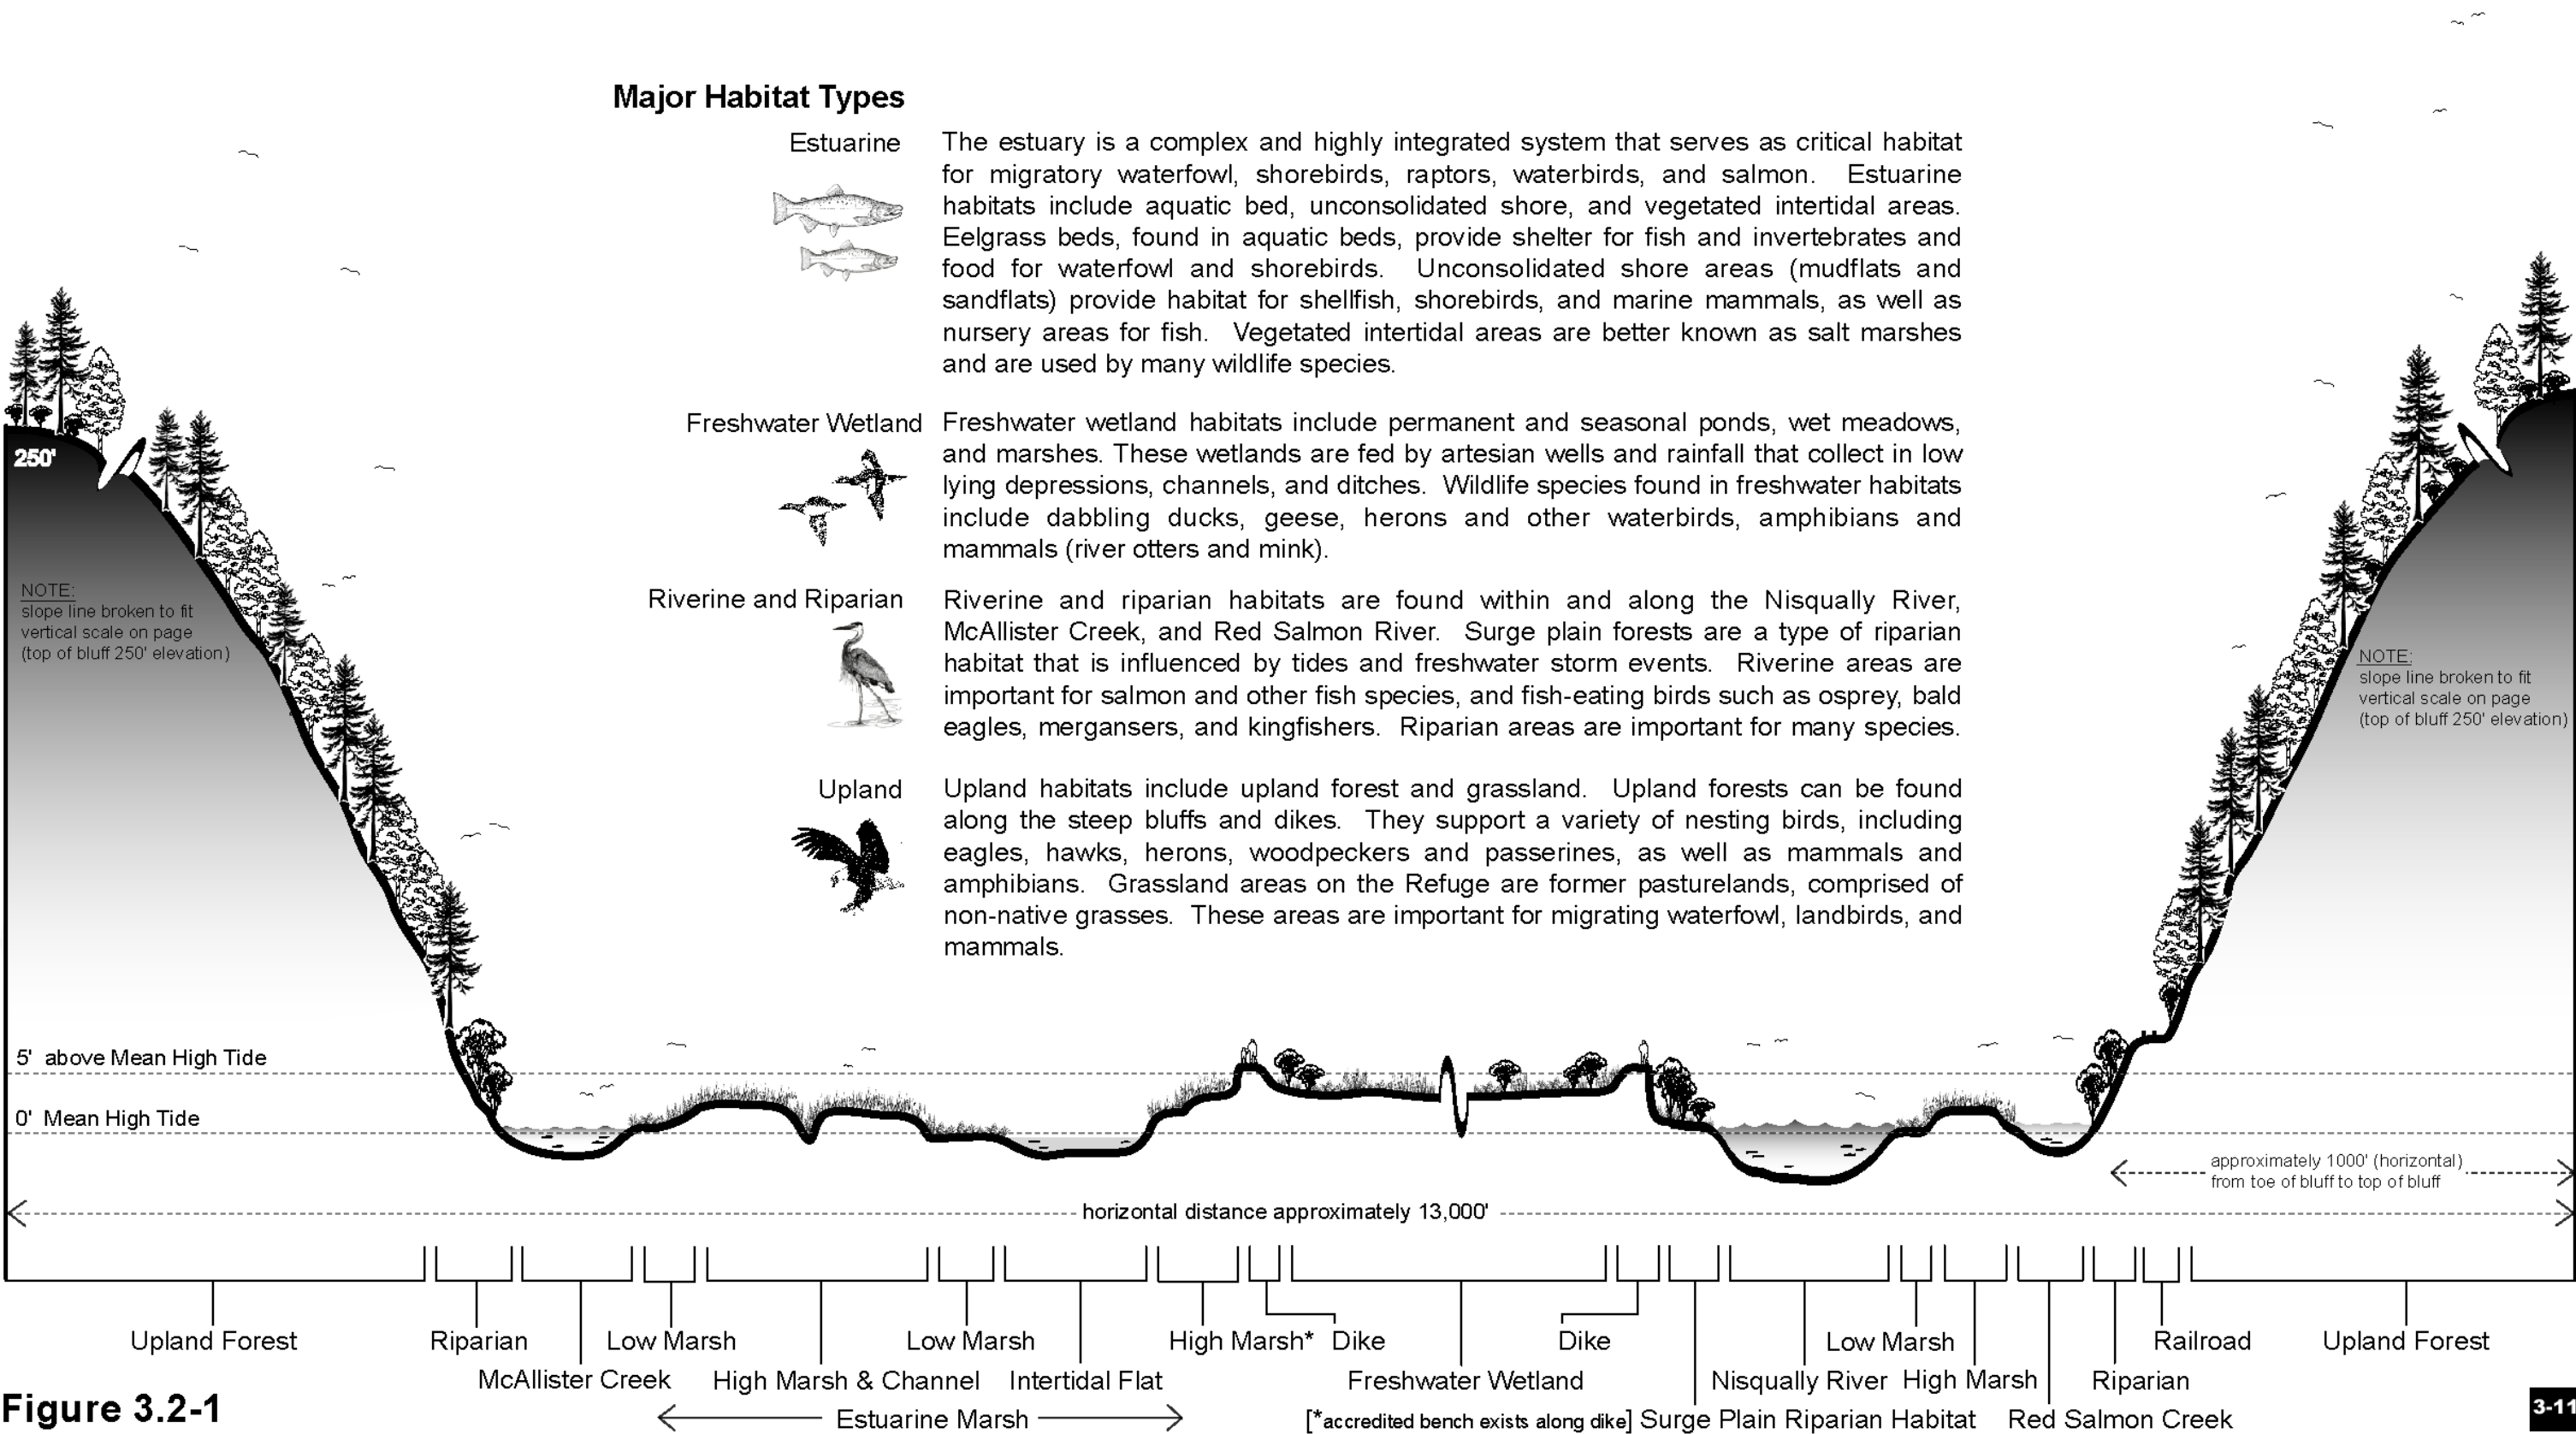 Major Habitat Types
Estuarine
The estuary is a complex and highly integrated system that serves as critical habitat
for migratory waterfowl, shorebirds, raptors, waterbirds, and salmon. Estuarine
habitats include aquatic bed, unconsolidated shore, and vegetated intertidal areas.
Eelgrass beds, found in aquatic beds, provide shelter for fish and invertebrates and
food for waterfowl and shorebirds. Unconsolidated shore areas (mudflats and
sandflats) provide habitat for shellfish, shorebirds, and marine mammals, as well as
nursery areas for fish. Vegetated intertidal areas are better known as salt marshes
and are used by many wildlife species.
Freshwater Wetland
Freshwater wetland habitats include permanent and seasonal ponds, wet meadows,
and marshes. These wetlands are fed by artesian wells and rainfall that collect in low
lying depressions, channels, and ditches. Wildlife species found in freshwater habitats
include dabbling ducks, geese, herons and other waterbirds, amphibians and
mammals (river otters and mink).
Riverine and Riparian
Riverine and riparian habitats are found within and along the Nisqually River,
McAllister Creek, and Red Salmon River. Surge plain forests are a type of riparian
habitat that is influenced by tides and freshwater storm events. Riverine areas are
important for salmon and other fish species, and fish-eating birds such as osprey, bald
eagles, mergansers, and kingfishers. Riparian areas are important for many species.
Upland
Upland habitats include upland forest and grassland. Upland forests can be found
along the steep bluffs and dikes. They support a variety of nesting birds, including
eagles, hawks, herons, woodpeckers and passerines, as well as mammals and
amphibians. Grassland areas on the Refuge are former pasturelands, comprised of
non-native grasses. These areas are important for migrating waterfowl, landbirds, and
mammals.
250'
NOTE:
slope line broken to fit
vertical scale on page
(top of bluff 250' elevation)
NOTE:
slope line broken to fit
vertical scale on page
(top of bluff 250' elevation)
5' above Mean High Tide
0' Mean High Tide
approximately 1000' (horizontal)
from toe of bluff to top of bluff
horizontal distance approximately 13,000'
Upland Forest
Riparian
Low Marsh
Low Marsh
High Marsh*
Dike
Dike
Low Marsh
Railroad
Upland Forest
McAllister Creek
High Marsh & Channel
Intertidal Flat
Freshwater Wetland
Nisqually River
High Marsh
Riparian
Figure 3.2-1
Estuarine Marsh
[*accredited bench exists along dike]
Surge Plain Riparian Habitat
Red Salmon Creek
3-11